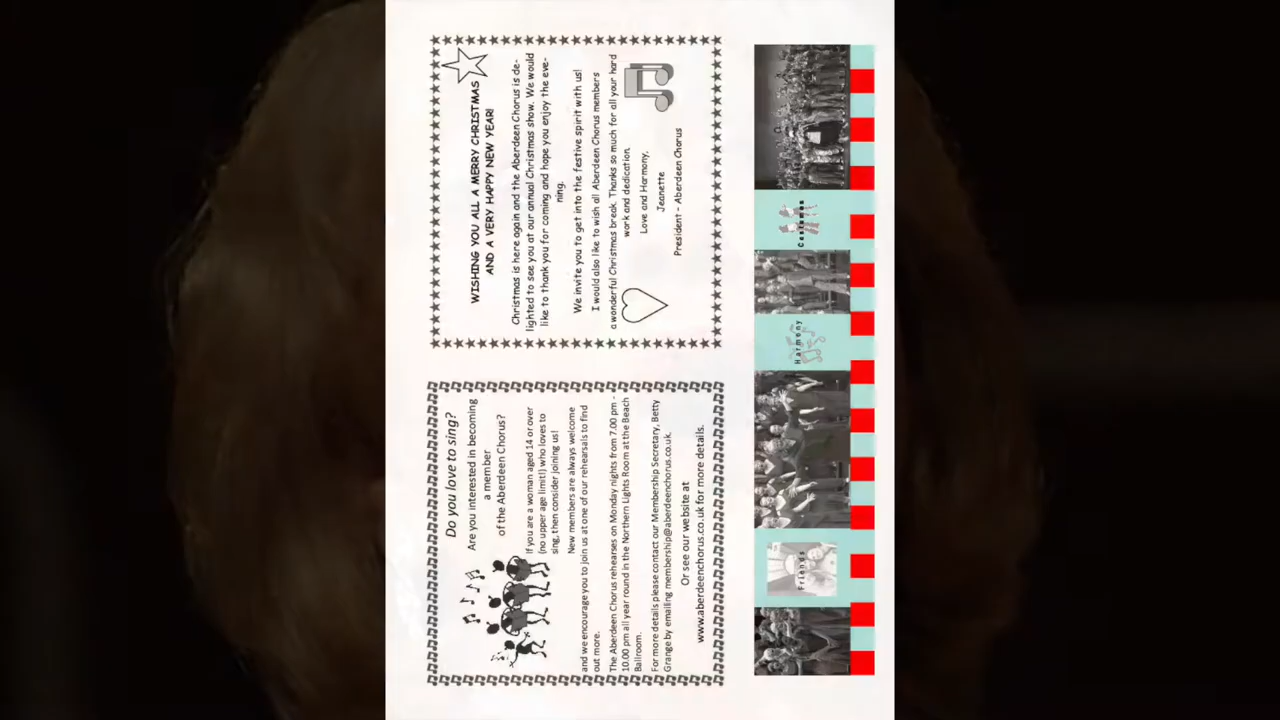 Do you love to sing?
Are you interested in becoming
a member
of the Aberdeen Chorus?
If you are a woman aged 14 or over
(no upper age limit!) who loves to
sing, then consider joining us!
New members are always welcome
and we encourage you to join us at one of our rehearsals to find
out more.
The Aberdeen Chorus rehearses on Monday nights from 7.00 pm -
10.00 pm all year round in the Northern Lights Room at the Beach
Ballroom.
For more details please contact our Membership Secretary, Betty
Grange by emailing membership@aberdeenchorus.co.uk.
Or see our website at
www.aberdeenchorus.co.uk for more details.
WISHING YOU ALL A MERRY CHRISTMAS
AND A VERY HAPPY NEW YEAR!
Christmas is here again and the Aberdeen Chorus is de-
lighted to see you at our annual Christmas show. We would
like to thank you for coming and hope you enjoy the eve-
ning.
We invite you to get into the festive spirit with us!
I would also like to wish all Aberdeen Chorus members
a wonderful Christmas break. Thanks so much for all your hard
work and dedication.
Love and Harmony,
Jeanette
President - Aberdeen Chorus
Friends
Harmony
Costumes